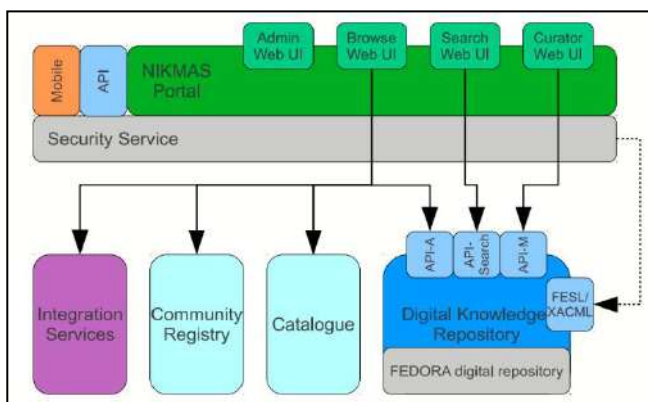 Admin
Web UI
Browse
Web UI
Search
Web UI
Curator
Web UI
Mobile
API
NIKMAS
Portal
Security Service
API-A
API-
Search
API-M
Integration
Services
Community
Registry
Catalogue
Digital Knowledge
Repository
FESL/
XACML
FEDORA digital repository